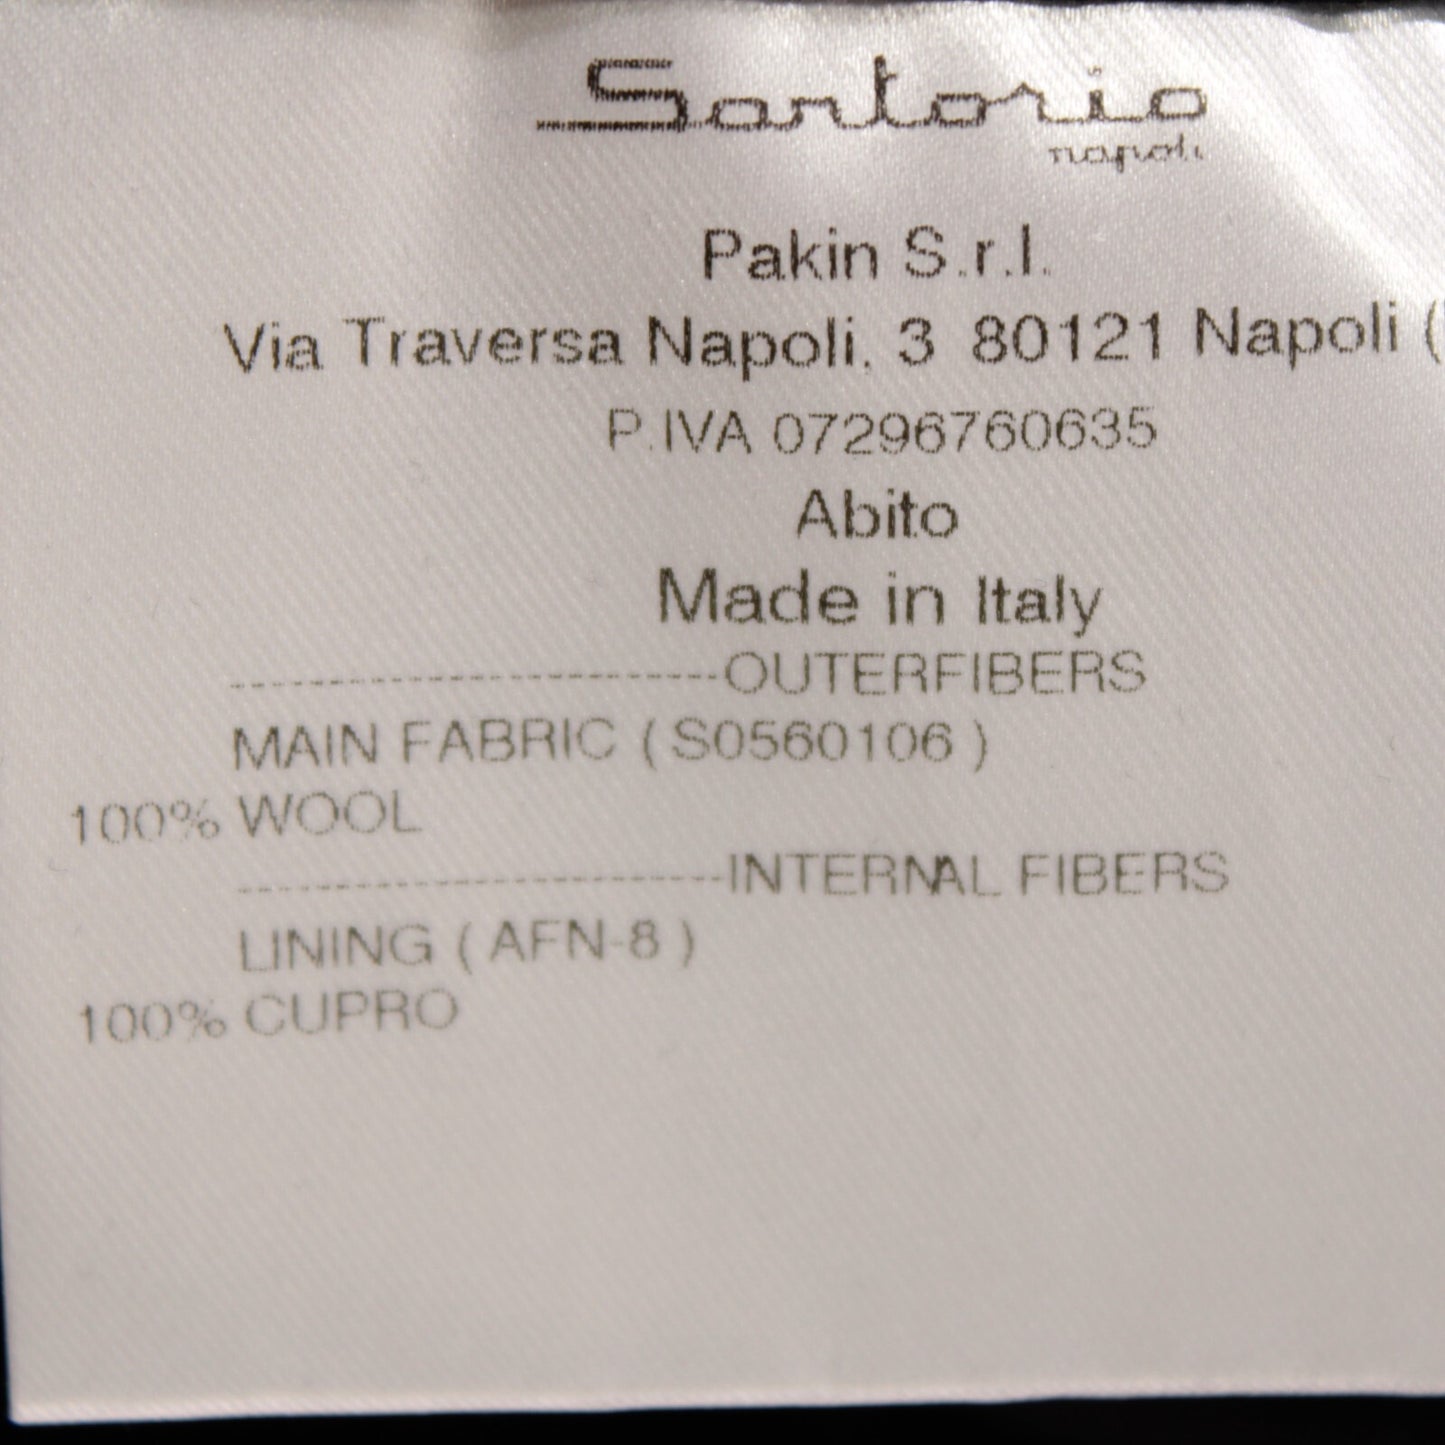 Sartorio
napoli
Pakin S.r.l.
Via Traversa Napoli, 3 80121 Napoli (
P.IVA 07296760635
Abito
Made in Italy
------------------------OUTERFIBERS
MAIN FABRIC ( S0560106 )
100% WOOL
------------------------INTERNAL FIBERS
LINING ( AFN-8 )
100% CUPRO